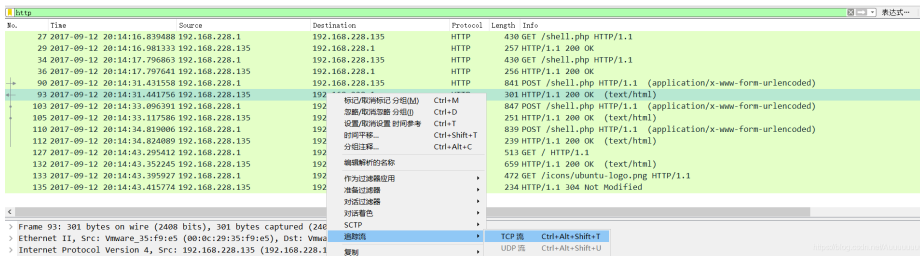 http 表达式…
No. Time Source Destination Protocol Length Info
27 2017-09-12 20:14:16.839488 192.168.228.1 192.168.228.135 HTTP 430 GET /shell.php HTTP/1.1
29 2017-09-12 20:14:16.981333 192.168.228.135 192.168.228.1 HTTP 257 HTTP/1.1 200 OK
34 2017-09-12 20:14:17.796863 192.168.228.1 192.168.228.135 HTTP 430 GET /shell.php HTTP/1.1
36 2017-09-12 20:14:17.797641 192.168.228.135 192.168.228.1 HTTP 256 HTTP/1.1 200 OK
90 2017-09-12 20:14:31.431558 192.168.228.1 192.168.228.135 HTTP 841 POST /shell.php HTTP/1.1 (application/x-www-form-urlencoded)
93 2017-09-12 20:14:31.441756 192.168.228.135 301 HTTP/1.1 200 OK (text/html)
103 2017-09-12 20:14:33.096391 192. 标记/取消标记 分组(M) Ctrl+M 847 POST /shell.php HTTP/1.1 (application/x-www-form-urlencoded)
105 2017-09-12 20:14:33.117586 192.168.228.135 192 忽略/取消忽略 分组(I) Ctrl+D 251 HTTP/1.1 200 OK (text/html)
设置/取消设置 时间参考 Ctrl+T
110 2017-09-12 20:14:34.819006 192.168.228.1 192 时间平移… Ctrl+Shift+T 839 POST /shell.php HTTP/1.1 (application/x-www-form-urlencoded)
112 2017-09-12 20:14:34.824089 192.168.228.135 192 分组注释… Ctrl+Alt+C 239 HTTP/1.1 200 OK (text/html)
127 2017-09-12 20:14:43.295412 192.168.228.1 192 513 GET / HTTP/1.1
132 2017-09-12 20:14:43.352245 192.168.228.135 192 编辑解析的名称 659 HTTP/1.1 200 OK (text/html)
133 2017-09-12 20:14:43.395927 192.168.228.1 192 作为过滤器应用 472 GET /icons/ubuntu-logo.png HTTP/1.1
135 2017-09-12 20:14:43.415774 192.168.228.135 192 准备过滤器 234 HTTP/1.1 304 Not Modified
对话过滤器
对话着色
SCTP
Frame 93: 301 bytes on wire (2408 bits), 301 bytes captured (240
追踪流 TCP 流 Ctrl+Alt+Shift+T
Ethernet II, Src: Vmware_35:f9:e5 (00:0c:29:35:f9:e5), Dst: Vmwa
UDP 流 Ctrl+Alt+Shift+U
Internet Protocol Version 4, Src: 192.168.228.135 (192.168.228.1
复制